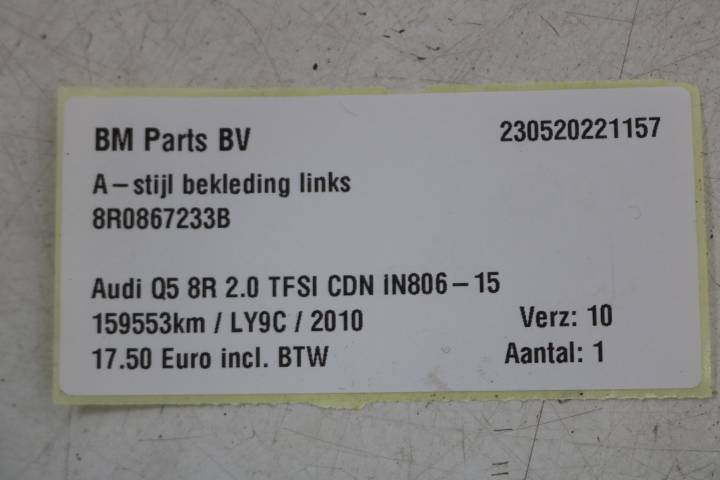 BM Parts BV 230520221157
A-stijl bekleding links
8R0867233B
Audi Q5 8R 2.0 TFSI CDN iN806-15
159553km / LY9C / 2010 Verz: 10
17.50 Euro incl. BTW Aantal: 1